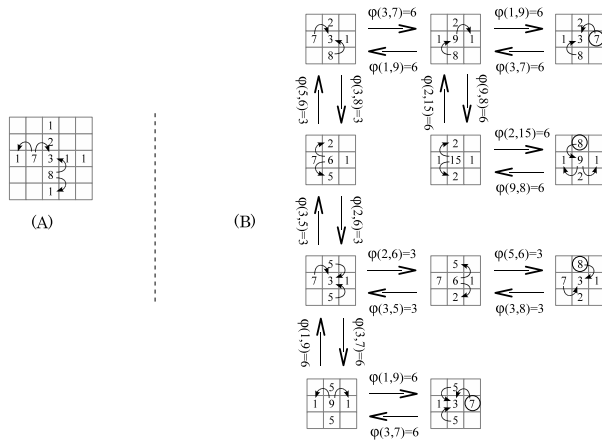 φ(3,7)=6
φ(1,9)=6
2
2
2
7 3 1
1 9 1
1 3 7
8
8
8
φ(1,9)=6
φ(3,7)=6
φ(5,6)=3
φ(3,8)=3
φ(2,15)=6
φ(9,8)=6
1
2
1 7 3 1 1
8
1
(A)
(B)
2
7 6 1
5
2
1 15 1
2
φ(2,15)=6
φ(9,8)=6
8
1 9 1
2
φ(3,5)=3
φ(2,6)=3
5
7 3 1
5
φ(2,6)=3
φ(3,5)=3
5
7 6 1
2
φ(5,6)=3
φ(3,8)=3
8
7 3 1
2
φ(1,9)=6
φ(3,7)=6
5
1 9 1
5
φ(1,9)=6
φ(3,7)=6
5
1 3 7
5